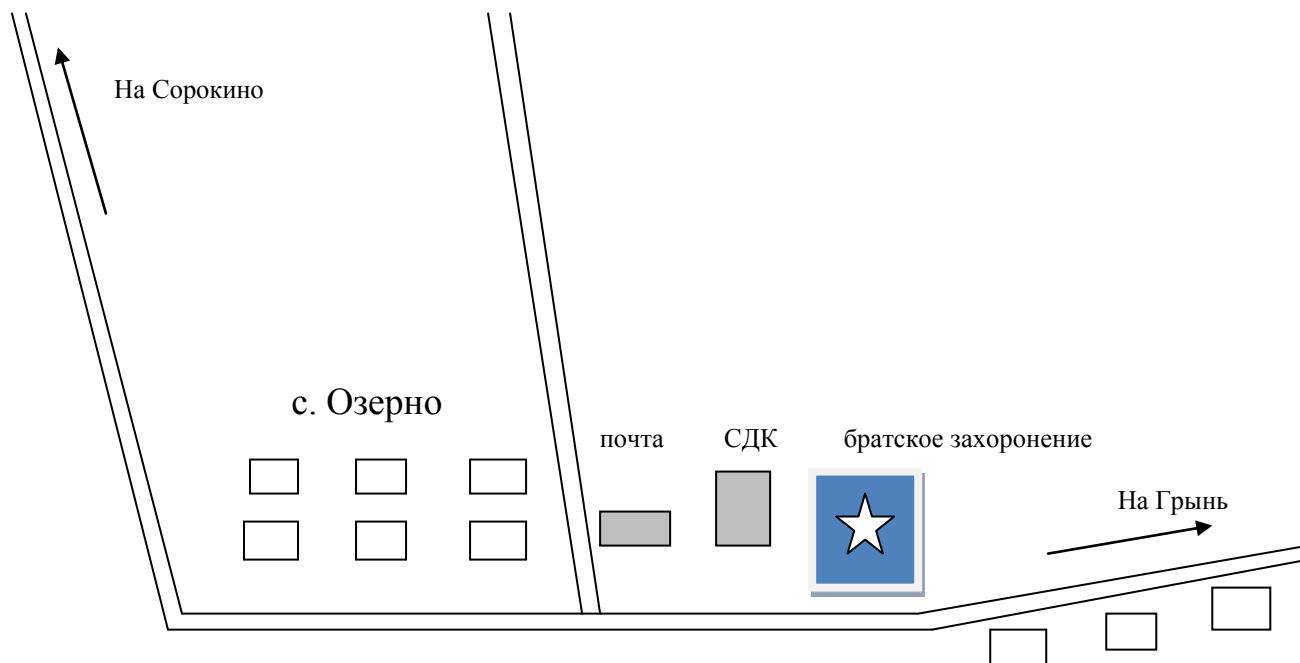 На Сорокино
с. Озерно
почта
СДК
братское захоронение
На Грынь